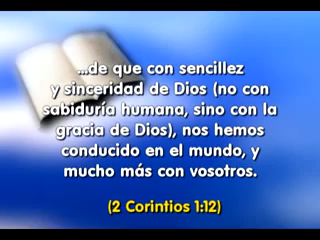 ...de que con sencillez
y sinceridad de Dios (no con
sabiduría humana, sino con la
gracia de Dios), nos hemos
conducido en el mundo, y
mucho más con vosotros.
(2 Corintios 1:12)